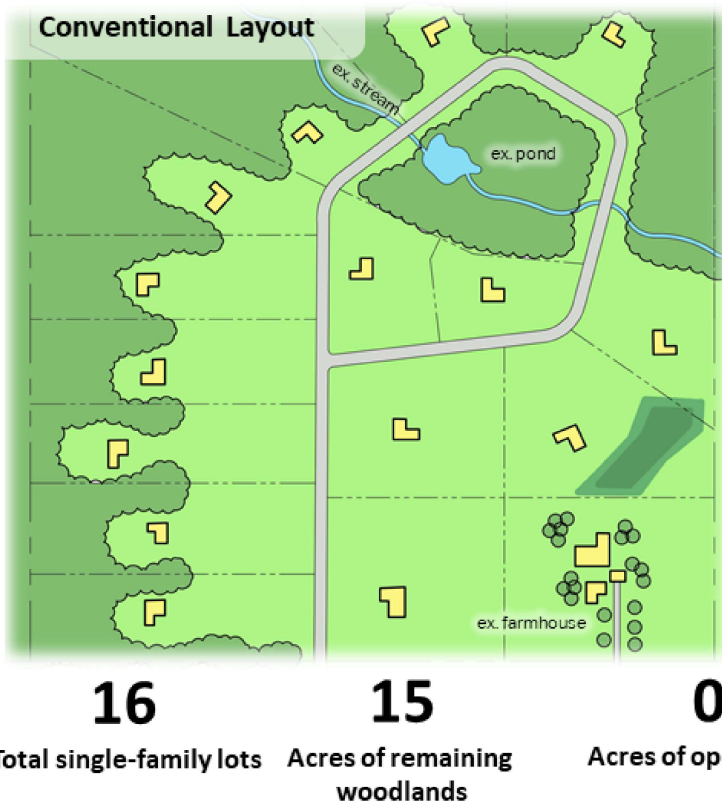 Conventional Layout
ex. stream
ex. pond
ex. farmhouse
16
15
0
Total single-family lots
Acres of remaining
woodlands
Acres of op